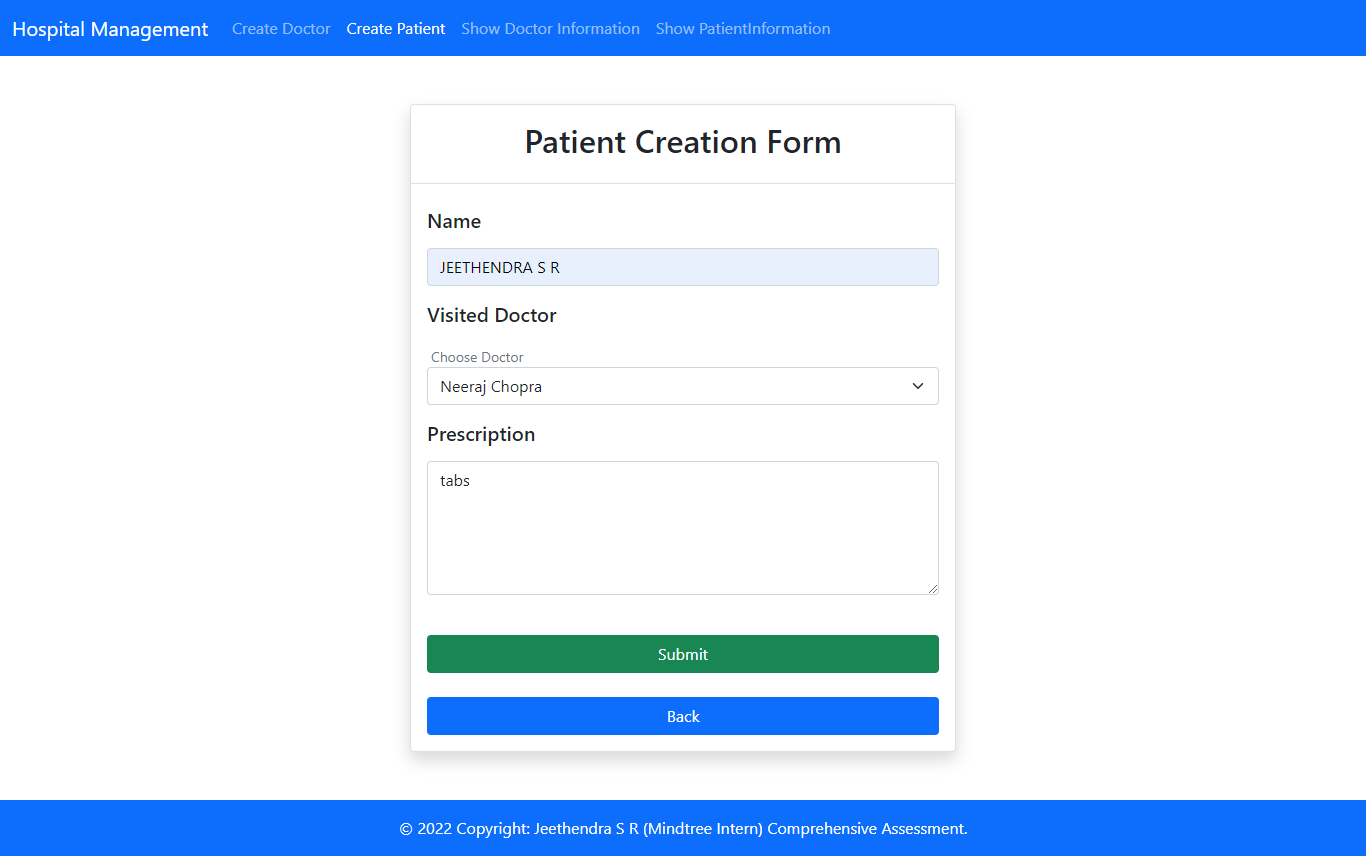 Hospital Management Create Doctor Create Patient Show Doctor Information Show PatientInformation
Patient Creation Form
Name
JEETHENDRA S R
Visited Doctor
Choose Doctor
Neeraj Chopra
Prescription
tabs
Submit
Back
© 2022 Copyright: Jeethendra S R (Mindtree Intern) Comprehensive Assessment.